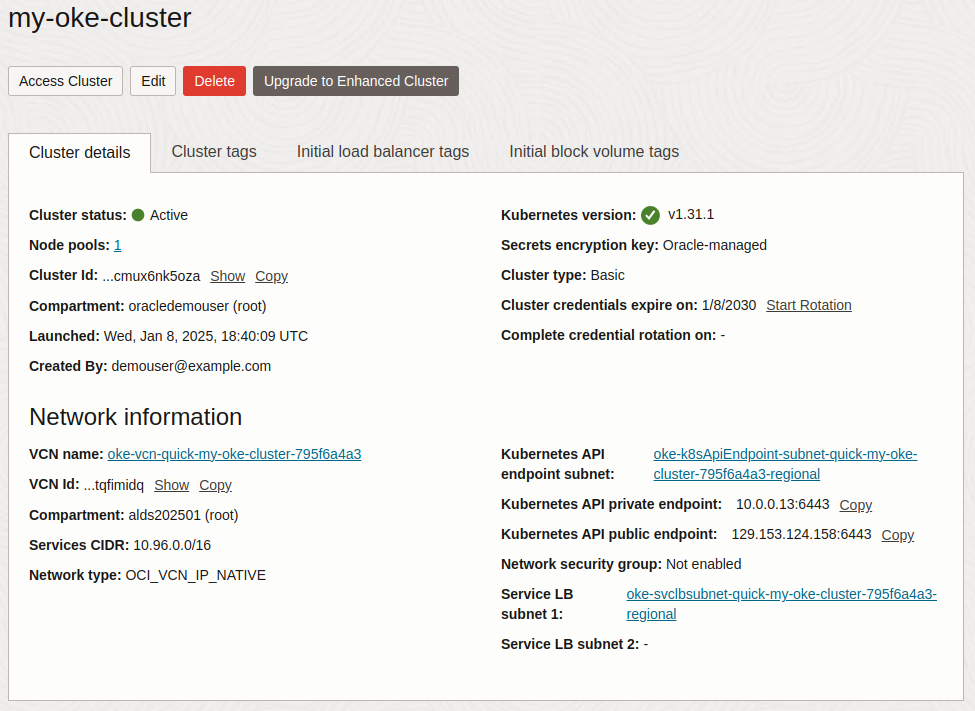 my-oke-cluster
Access Cluster Edit Delete Upgrade to Enhanced Cluster
Cluster details Cluster tags Initial load balancer tags Initial block volume tags
Cluster status: Active
Node pools: 1
Cluster Id: ...cmux6nk5oza Show Copy
Compartment: oracledemouser (root)
Launched: Wed, Jan 8, 2025, 18:40:09 UTC
Created By: demouser@example.com
Kubernetes version: v1.31.1
Secrets encryption key: Oracle-managed
Cluster type: Basic
Cluster credentials expire on: 1/8/2030 Start Rotation
Complete credential rotation on: -
Network information
VCN name: oke-vcn-quick-my-oke-cluster-795f6a4a3
VCN Id: ...tqfimidq Show Copy
Compartment: alds202501 (root)
Services CIDR: 10.96.0.0/16
Network type: OCI_VCN_IP_NATIVE
Kubernetes API oke-k8sApiEndpoint-subnet-quick-my-oke-
endpoint subnet: cluster-795f6a4a3-regional
Kubernetes API private endpoint: 10.0.0.13:6443 Copy
Kubernetes API public endpoint: 129.153.124.158:6443 Copy
Network security group: Not enabled
Service LB oke-svclbsubnet-quick-my-oke-cluster-795f6a4a3-
subnet 1: regional
Service LB subnet 2: -